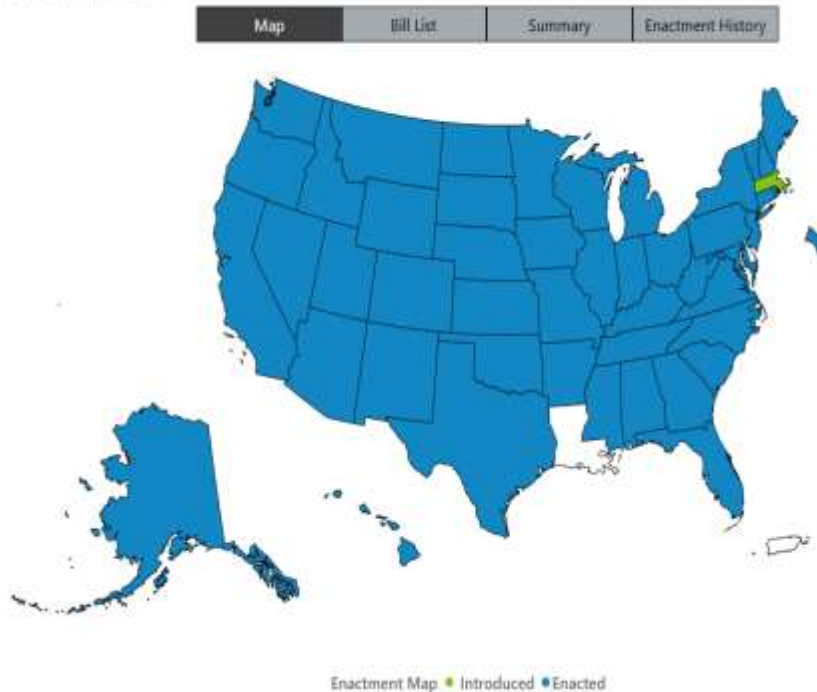 Map
Bill List
Summary
Enactment History
Enactment Map Introduced Enacted